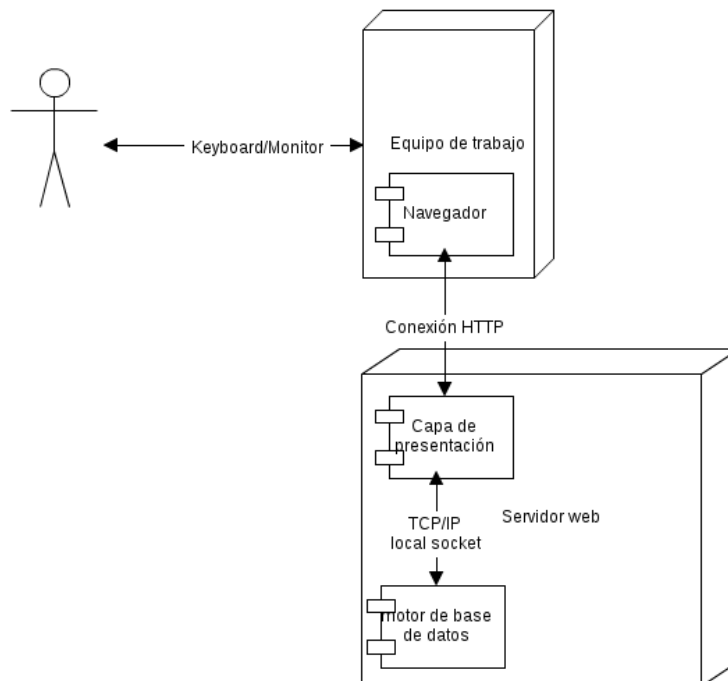 Keyboard/Monitor
Equipo de trabajo
Navegador
Conexión HTTP
Capa de
presentación
TCP/IP
local socket
Servidor web
motor de base
de datos